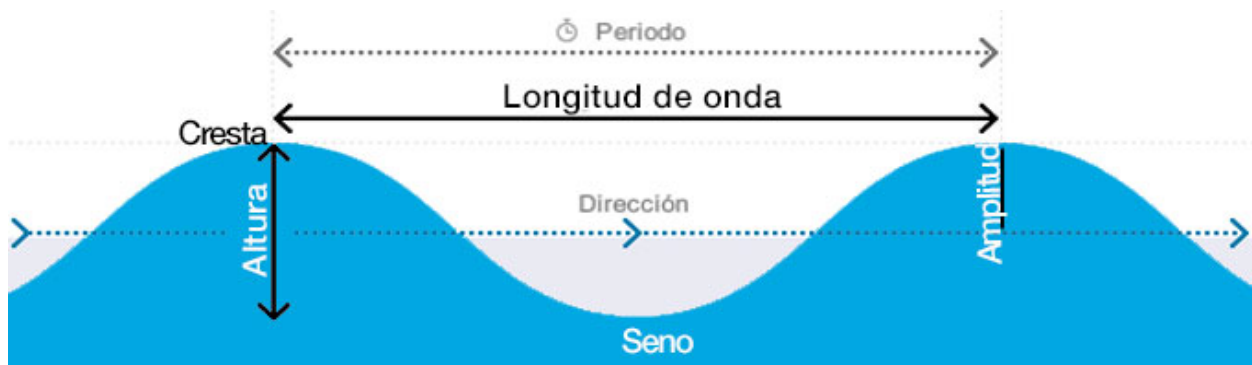 Periodo
Longitud de onda
Cresta
Altura
Dirección
Amplitud
Seno